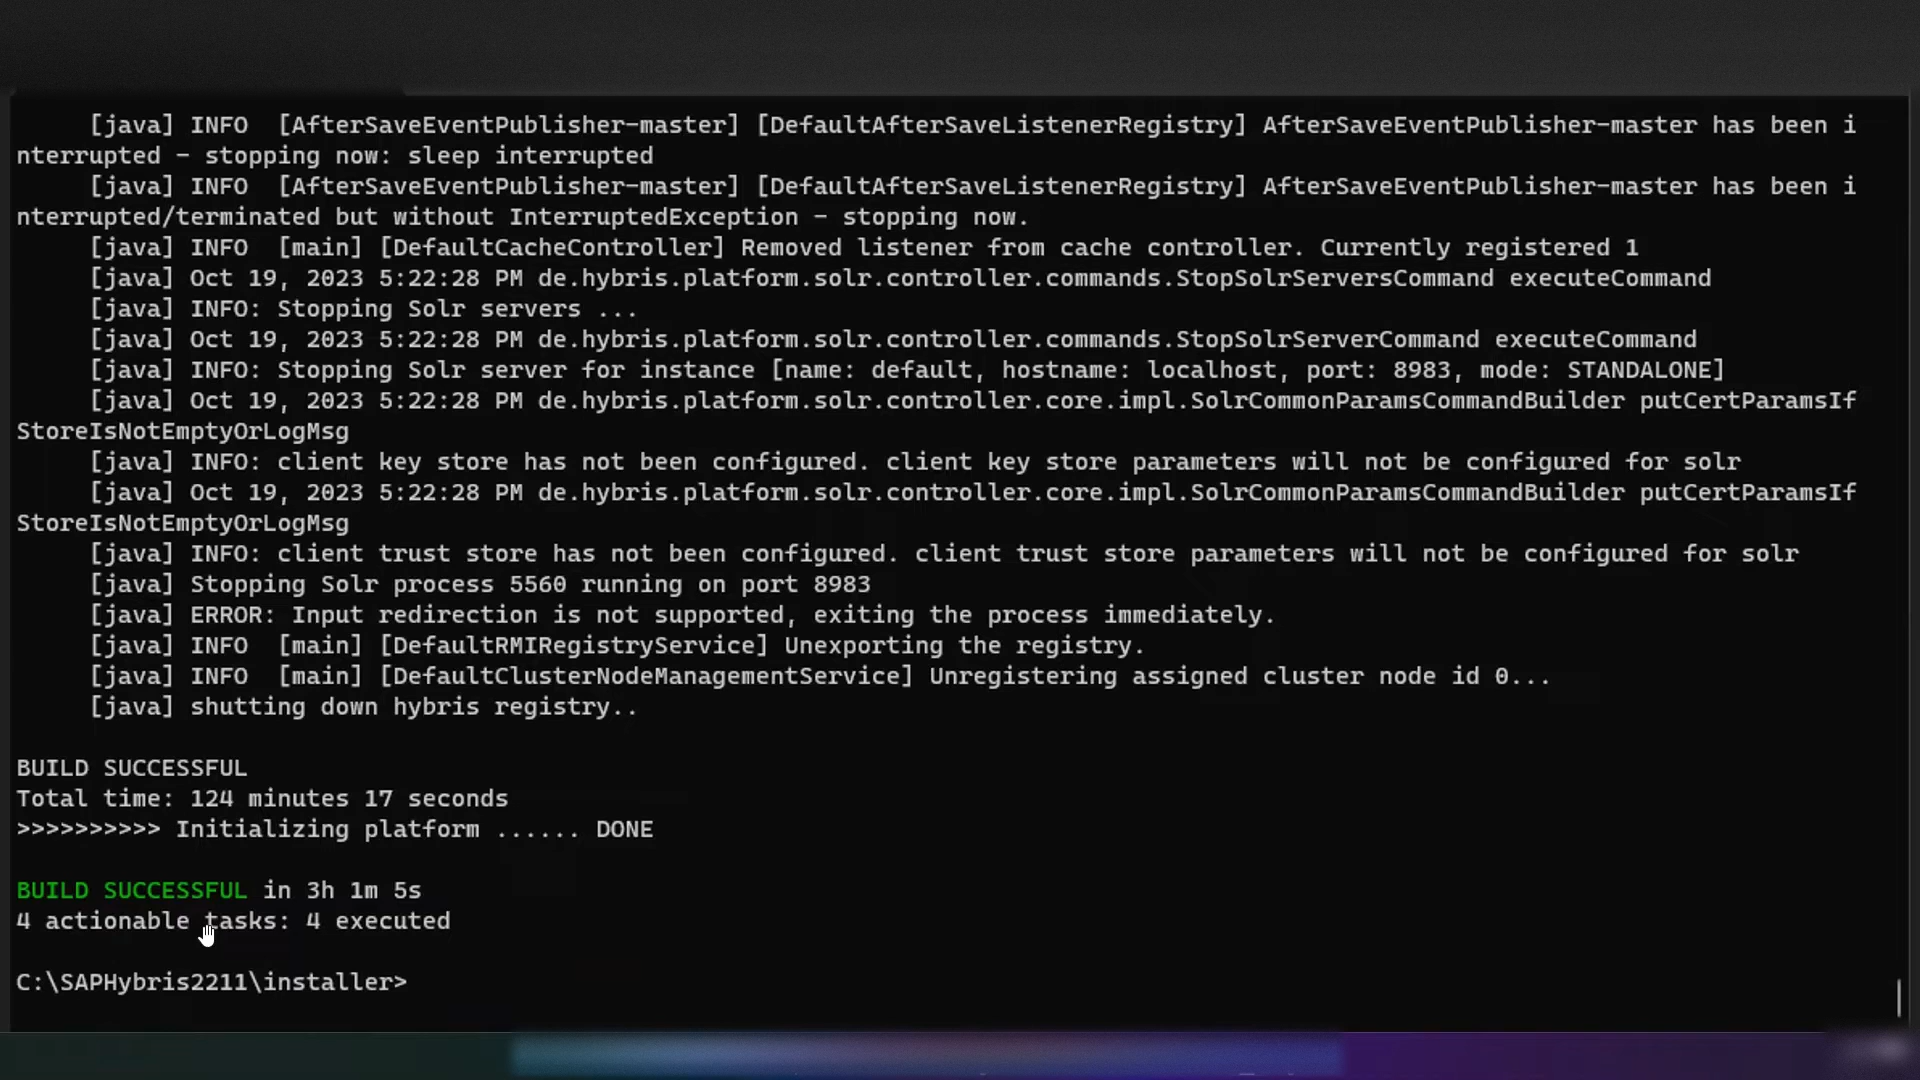 [java] INFO  [AfterSaveEventPublisher-master] [DefaultAfterSaveListenerRegistry] AfterSaveEventPublisher-master has been i
nterrupted - stopping now: sleep interrupted
[java] INFO  [AfterSaveEventPublisher-master] [DefaultAfterSaveListenerRegistry] AfterSaveEventPublisher-master has been i
nterrupted/terminated but without InterruptedException - stopping now.
[java] INFO  [main] [DefaultCacheController] Removed listener from cache controller. Currently registered 1
[java] Oct 19, 2023 5:22:28 PM de.hybris.platform.solr.controller.commands.StopSolrServersCommand executeCommand
[java] INFO: Stopping Solr servers ...
[java] Oct 19, 2023 5:22:28 PM de.hybris.platform.solr.controller.commands.StopSolrServerCommand executeCommand
[java] INFO: Stopping Solr server for instance [name: default, hostname: localhost, port: 8983, mode: STANDALONE]
[java] Oct 19, 2023 5:22:28 PM de.hybris.platform.solr.controller.core.impl.SolrCommonParamsCommandBuilder putCertParamsIf
StoreIsNotEmptyOrLogMsg
[java] INFO: client key store has not been configured. client key store parameters will not be configured for solr
[java] Oct 19, 2023 5:22:28 PM de.hybris.platform.solr.controller.core.impl.SolrCommonParamsCommandBuilder putCertParamsIf
StoreIsNotEmptyOrLogMsg
[java] INFO: client trust store has not been configured. client trust store parameters will not be configured for solr
[java] Stopping Solr process 5560 running on port 8983
[java] ERROR: Input redirection is not supported, exiting the process immediately.
[java] INFO  [main] [DefaultRMIRegistryService] Unexporting the registry.
[java] INFO  [main] [DefaultClusterNodeManagementService] Unregistering assigned cluster node id 0...
[java] shutting down hybris registry..
BUILD SUCCESSFUL
Total time: 124 minutes 17 seconds
>>>>>>>>>> Initializing platform ...... DONE
BUILD SUCCESSFUL in 3h 1m 5s
4 actionable tasks: 4 executed
C:\SAPHybris2211\installer>